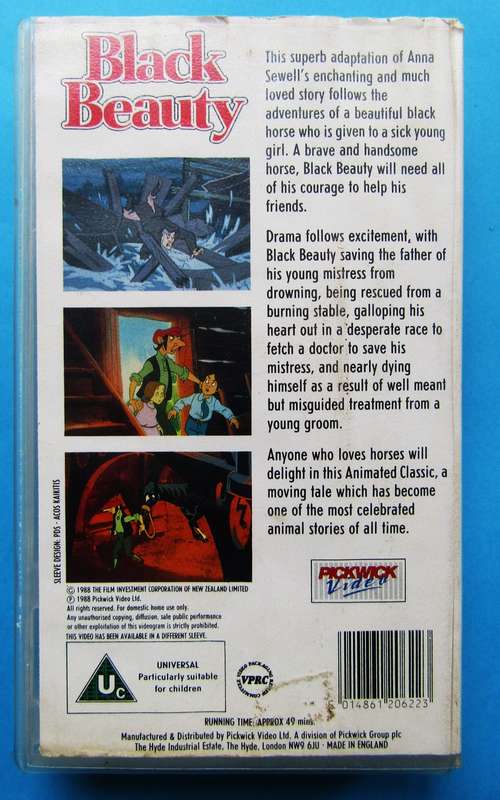 Black
Beauty
This superb adaptation of Anna
Sewell's enchanting and much
loved story follows the
adventures of a beautiful black
horse who is given to a sick young
girl. A brave and handsome
horse, Black Beauty will need all
of his courage to help his
friends.
Drama follows excitement, with
Black Beauty saving the father of
his young mistress from
drowning, being rescued from a
burning stable, galloping his
heart out in a desperate race to
fetch a doctor to save his
mistress, and nearly dying
himself as a result of well meant
but misguided treatment from a
young groom.
Anyone who loves horses will
delight in this Animated Classic, a
moving tale which has become
one of the most celebrated
animal stories of all time.
SLEEVE DESIGN: PDS · ACOS KAIKITIS
© 1988 THE FILM INVESTMENT CORPORATION OF NEW ZEALAND LIMITED
℗ 1988 Pickwick Video Ltd.
All rights reserved. For domestic home use only.
Any unauthorised copying, diffusion, sale public performance
or other exploitation of this videogram is strictly prohibited.
THIS VIDEO HAS BEEN AVAILABLE IN A DIFFERENT SLEEVE.
PICKWICK
Video
Uc
UNIVERSAL
Particularly suitable
for children
VIDEO PACKAGING REVIEW COMMITTEE
VPRC
5 014861 206223
RUNNING TIME: APPROX 49 mins.
Manufactured & Distributed by Pickwick Video Ltd. A division of Pickwick Group plc
The Hyde Industrial Estate, The Hyde, London NW9 6JU · MADE IN ENGLAND